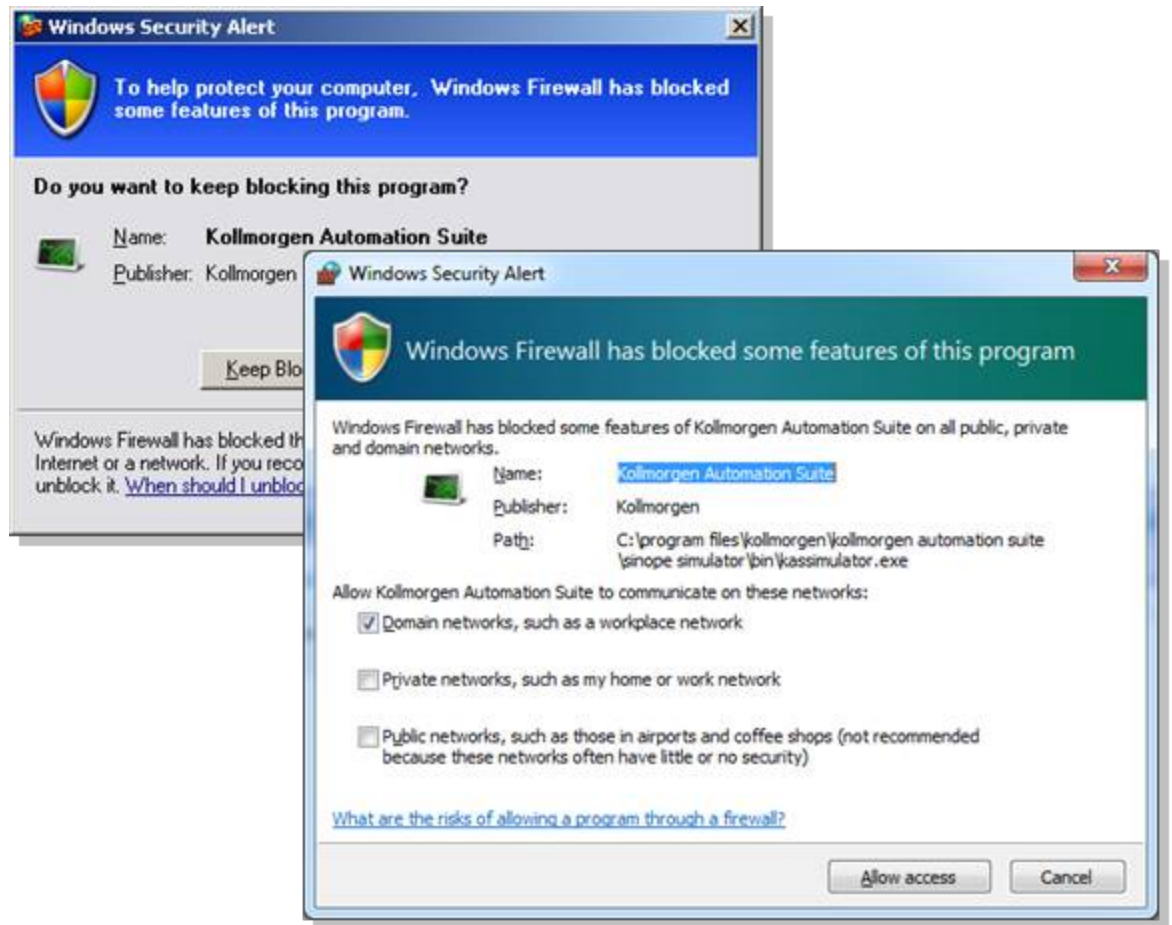 Windows Security Alert
To help protect your computer, Windows Firewall has blocked
some features of this program.
Do you want to keep blocking this program?
Name: Kollmorgen Automation Suite
Publisher: Kollmorgen
Keep
Windows Firewall has blocked
Internet or a network. If you
unblock it. When should I
Windows Security Alert
Windows Firewall has blocked some features of this program
Windows Firewall has blocked some features of Kollmorgen Automation Suite on all public, private
and domain networks.
Name: Kollmorgen Automation Suite
Publisher: Kollmorgen
Path: C:\program files\kollmorgen\kollmorgen automation suite
\sinope simulator\bin\kassimulator.exe
Allow Kollmorgen Automation Suite to communicate on these networks:
Domain networks, such as a workplace network
Private networks, such as my home or work network
Public networks, such as those in airports and coffee shops (not recommended
because these networks often have little or no security)
What are the risks of allowing a program through a firewall?
Allow access Cancel